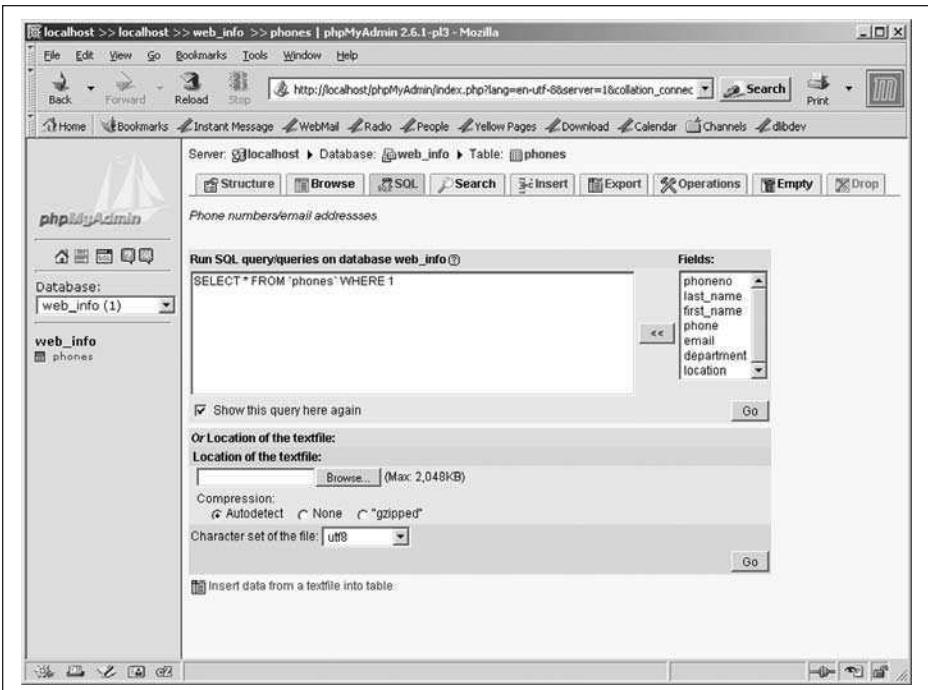 localhost >> localhost >> web_info >> phones | phpMyAdmin 2.6.1-pl3 - Mozilla
File Edit View Go Bookmarks Tools Window Help
Back Forward Reload Stop http://localhost/phpMyAdmin/index.php?lang=en-utf-8&server=1&collation_connec Search Print
Home Bookmarks Instant Message WebMail Radio People Yellow Pages Download Calendar Channels dlbdev
phpMyAdmin
Database:
web_info (1)
web_info
phones
Server: localhost Database: web_info Table: phones
Structure Browse SQL Search Insert Export Operations Empty Drop
Phone numbers/email addressses
Run SQL query/queries on database web_info
SELECT * FROM `phones` WHERE 1
Fields:
phoneno
last_name
first_name
phone
email
department
location
<<
Show this query here again
Go
Or Location of the textfile:
Location of the textfile:
Browse... (Max: 2,048KB)
Compression:
Autodetect None "gzipped"
Character set of the file: utf8
Go
Insert data from a textfile into table